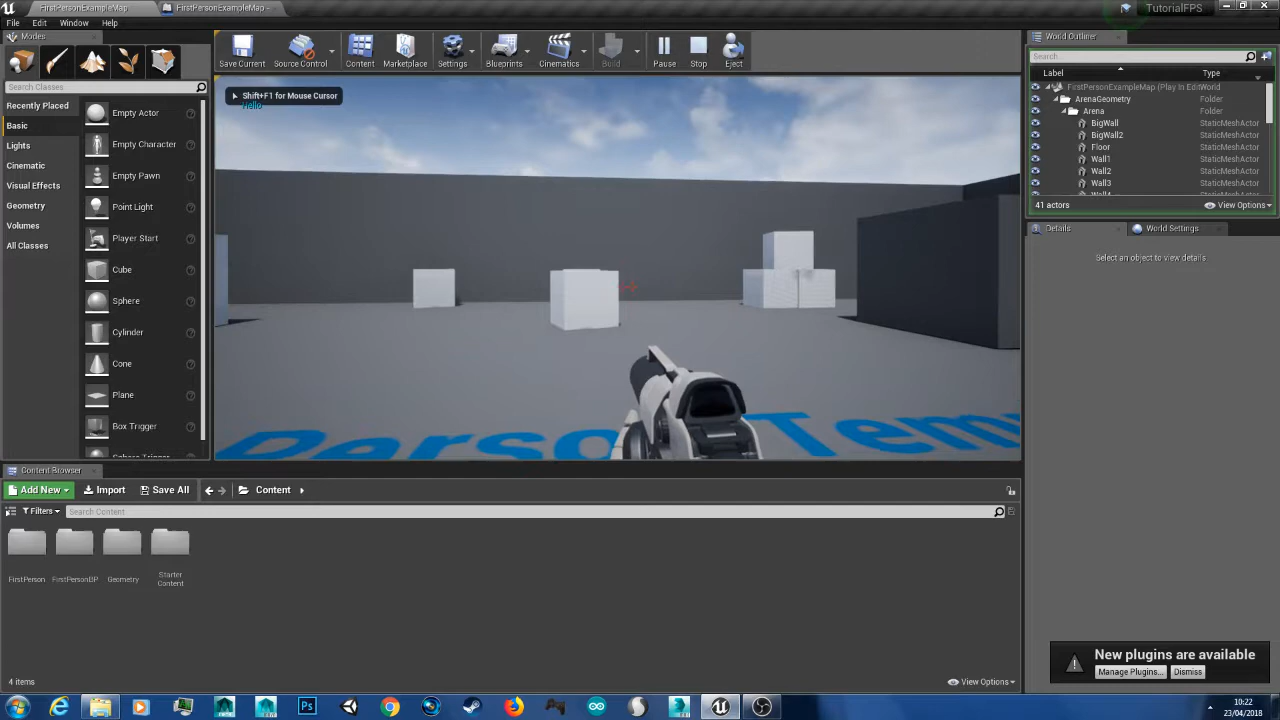 FirstPersonExampleMap
FirstPersonExampleMap -
TutorialFPS
File Edit Window Help
Modes
Search Classes
Recently Placed
Basic
Lights
Cinematic
Visual Effects
Geometry
Volumes
All Classes
Empty Actor
Empty Character
Empty Pawn
Point Light
Player Start
Cube
Sphere
Cylinder
Cone
Plane
Box Trigger
Sphere Trigger
Save Current
Source Control
Content
Marketplace
Settings
Blueprints
Cinematics
Build
Pause
Stop
Eject
Shift+F1 for Mouse Cursor
Hello
World Outliner
Search
Label Type
FirstPersonExampleMap (Play In Edit World
ArenaGeometry Folder
Arena Folder
BigWall StaticMeshActor
BigWall2 StaticMeshActor
Floor StaticMeshActor
Wall1 StaticMeshActor
Wall2 StaticMeshActor
Wall3 StaticMeshActor
Wall4 StaticMeshActor
41 actors
View Options
Details
World Settings
Select an object to view details.
Content Browser
Add New
Import
Save All
Content
Filters
Search Content
FirstPerson
FirstPersonBP
Geometry
Starter
Content
4 items
View Options
New plugins are available
Manage Plugins...
Dismiss
Ps
10:22
23/04/2018